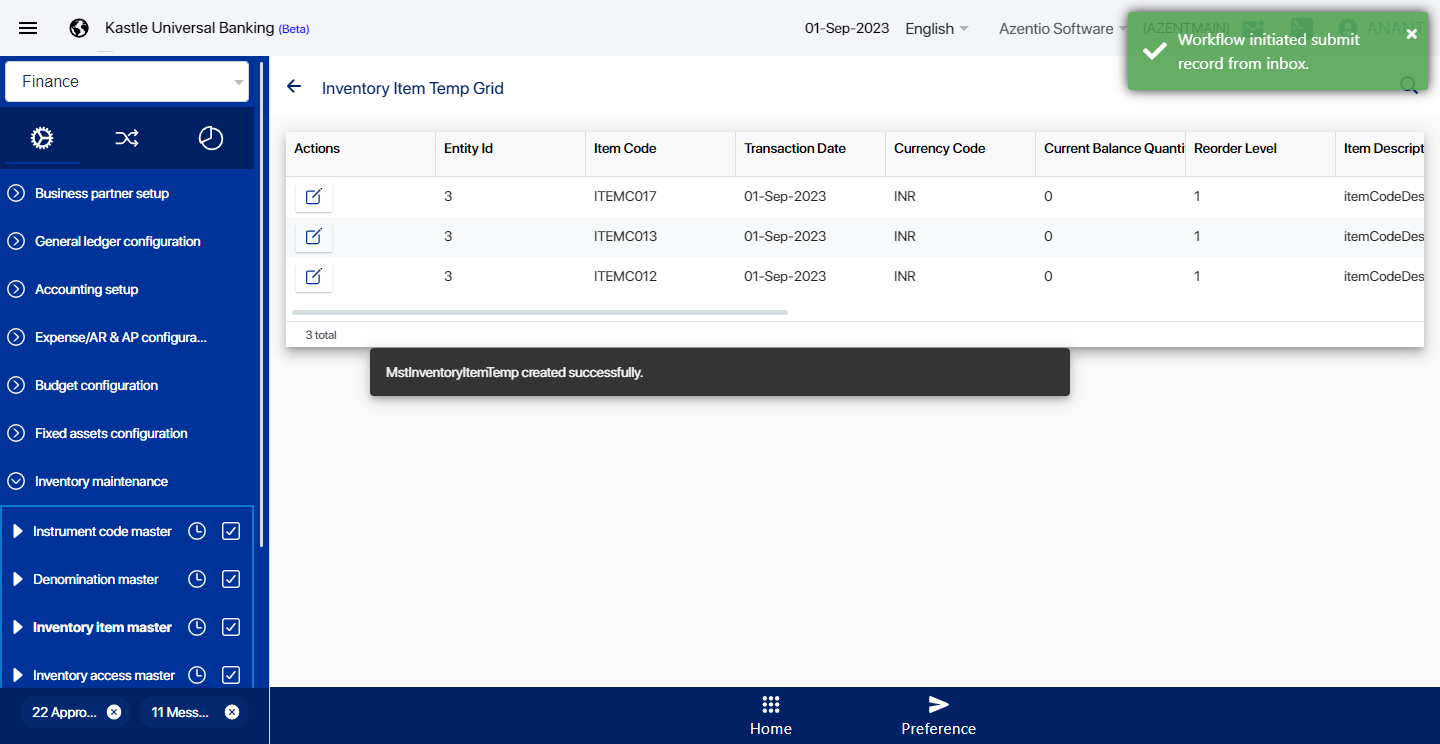 Kastle Universal Banking (Beta)
01-Sep-2023
English
Azentio Software
(AZENTMAIN)
ANANT
Workflow initiated submit
record from inbox.
Finance
Inventory Item Temp Grid
Business partner setup
General ledger configuration
Accounting setup
Expense/AR & AP configura...
Budget configuration
Fixed assets configuration
Inventory maintenance
Instrument code master
Denomination master
Inventory item master
Inventory access master
22 Appro...
11 Mess...
Actions Entity Id Item Code Transaction Date Currency Code Current Balance Quanti Reorder Level Item Descript
3 ITEMC017 01-Sep-2023 INR 0 1 itemCodeDes
3 ITEMC013 01-Sep-2023 INR 0 1 itemCodeDes
3 ITEMC012 01-Sep-2023 INR 0 1 itemCodeDes
3 total
MstInventoryItemTemp created successfully.
Home
Preference